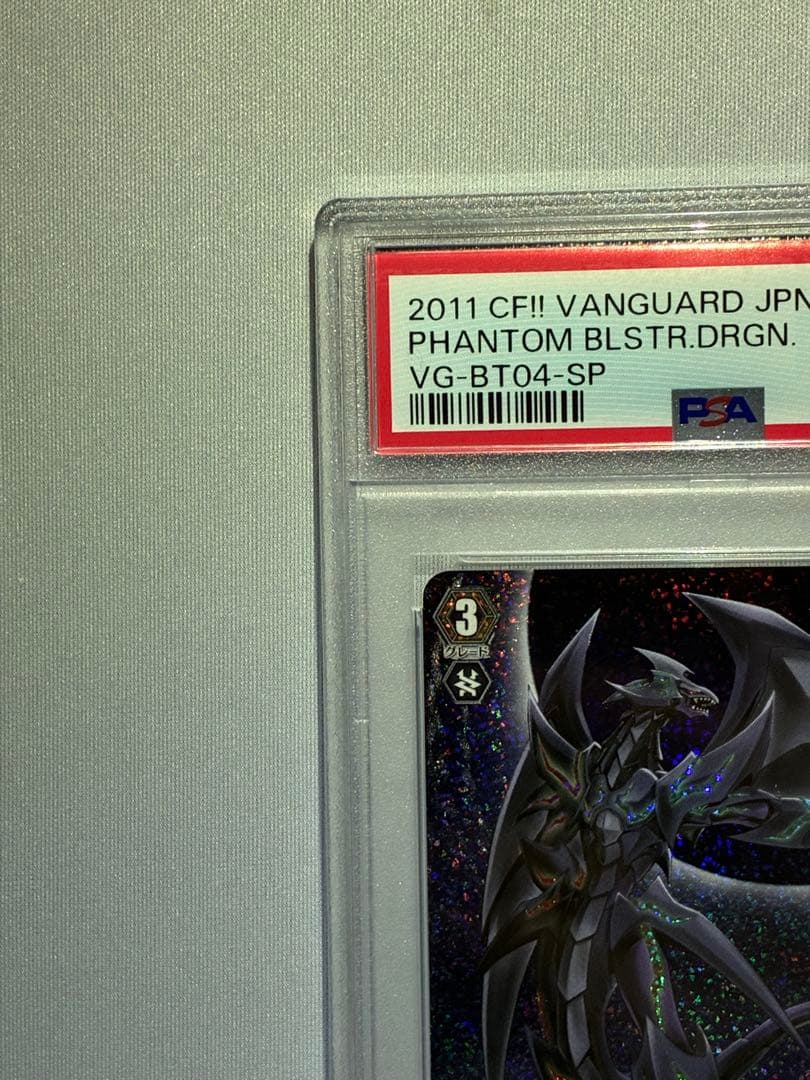 2011 CF!! VANGUARD JPN
PHANTOM BLSTR.DRGN.
VG-BT04-SP
PSA
3
グレード